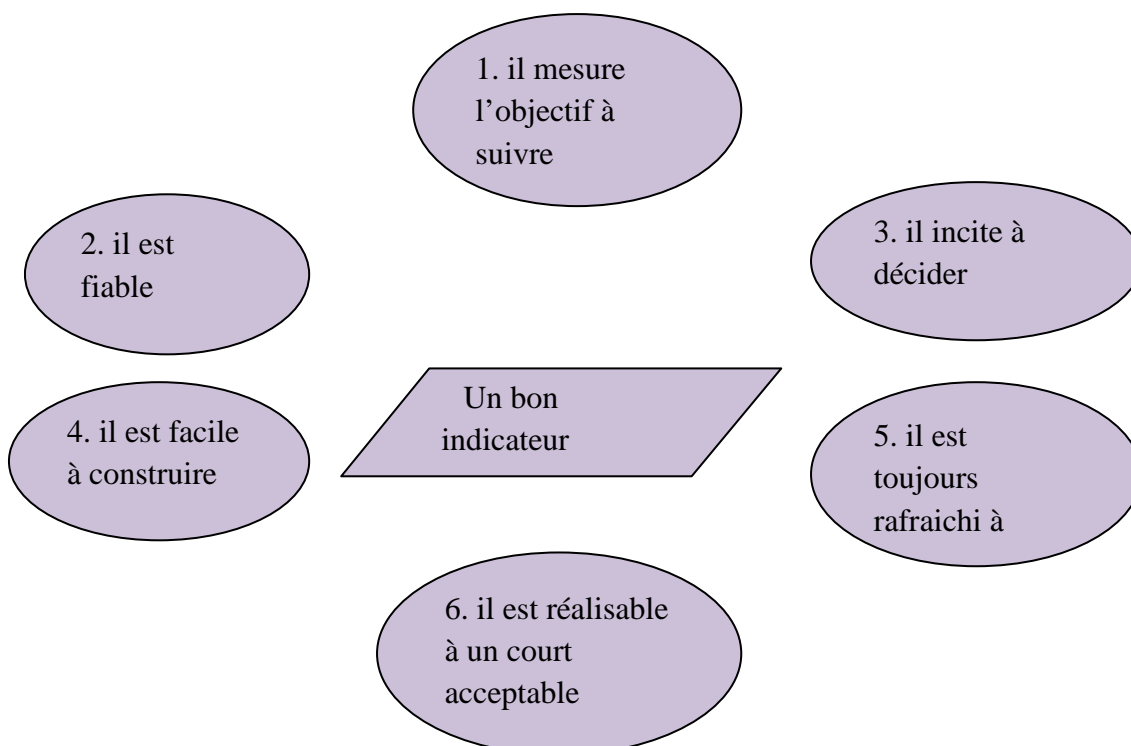 1. il mesure
l’objectif à
suivre
2. il est
fiable
3. il incite à
décider
Un bon
indicateur
4. il est facile
à construire
5. il est
toujours
rafraichi à
6. il est réalisable
à un court
acceptable